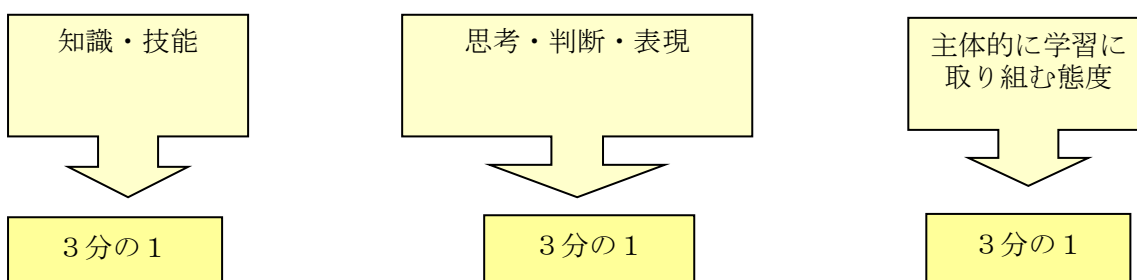 知識・技能
思考・判断・表現
主体的に学習に
取り組む態度
３分の１
３分の１
３分の１